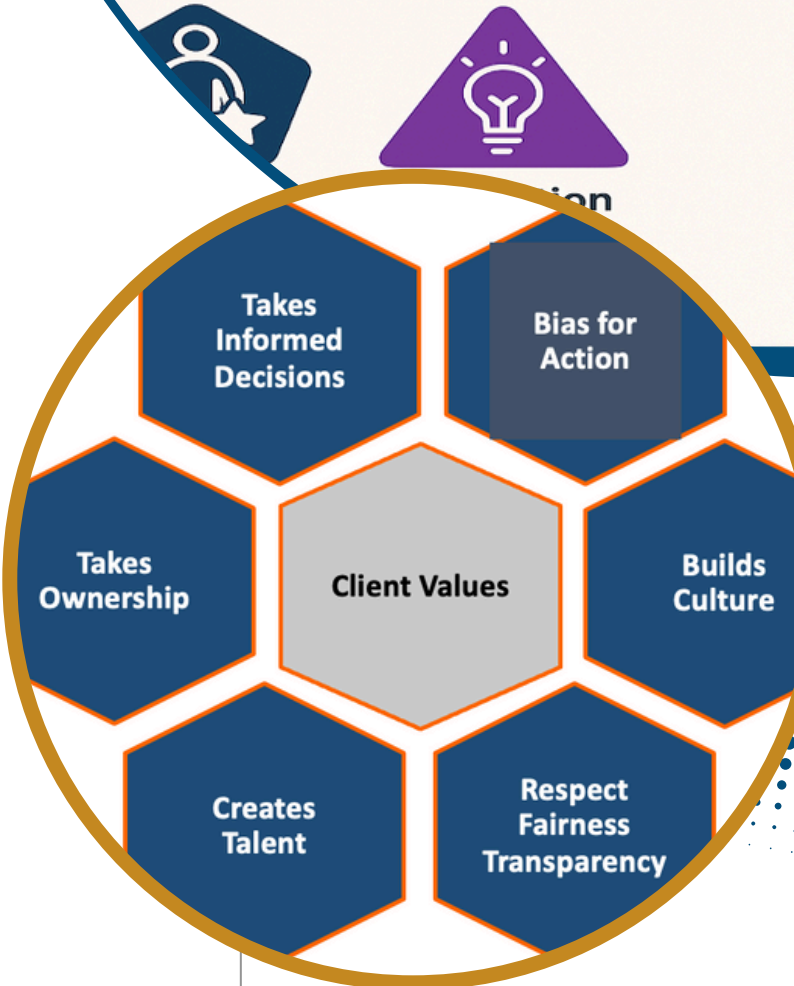 Takes
Informed
Decisions
Bias for
Action
Takes
Ownership
Client Values
Builds
Culture
Creates
Talent
Respect
Fairness
Transparency